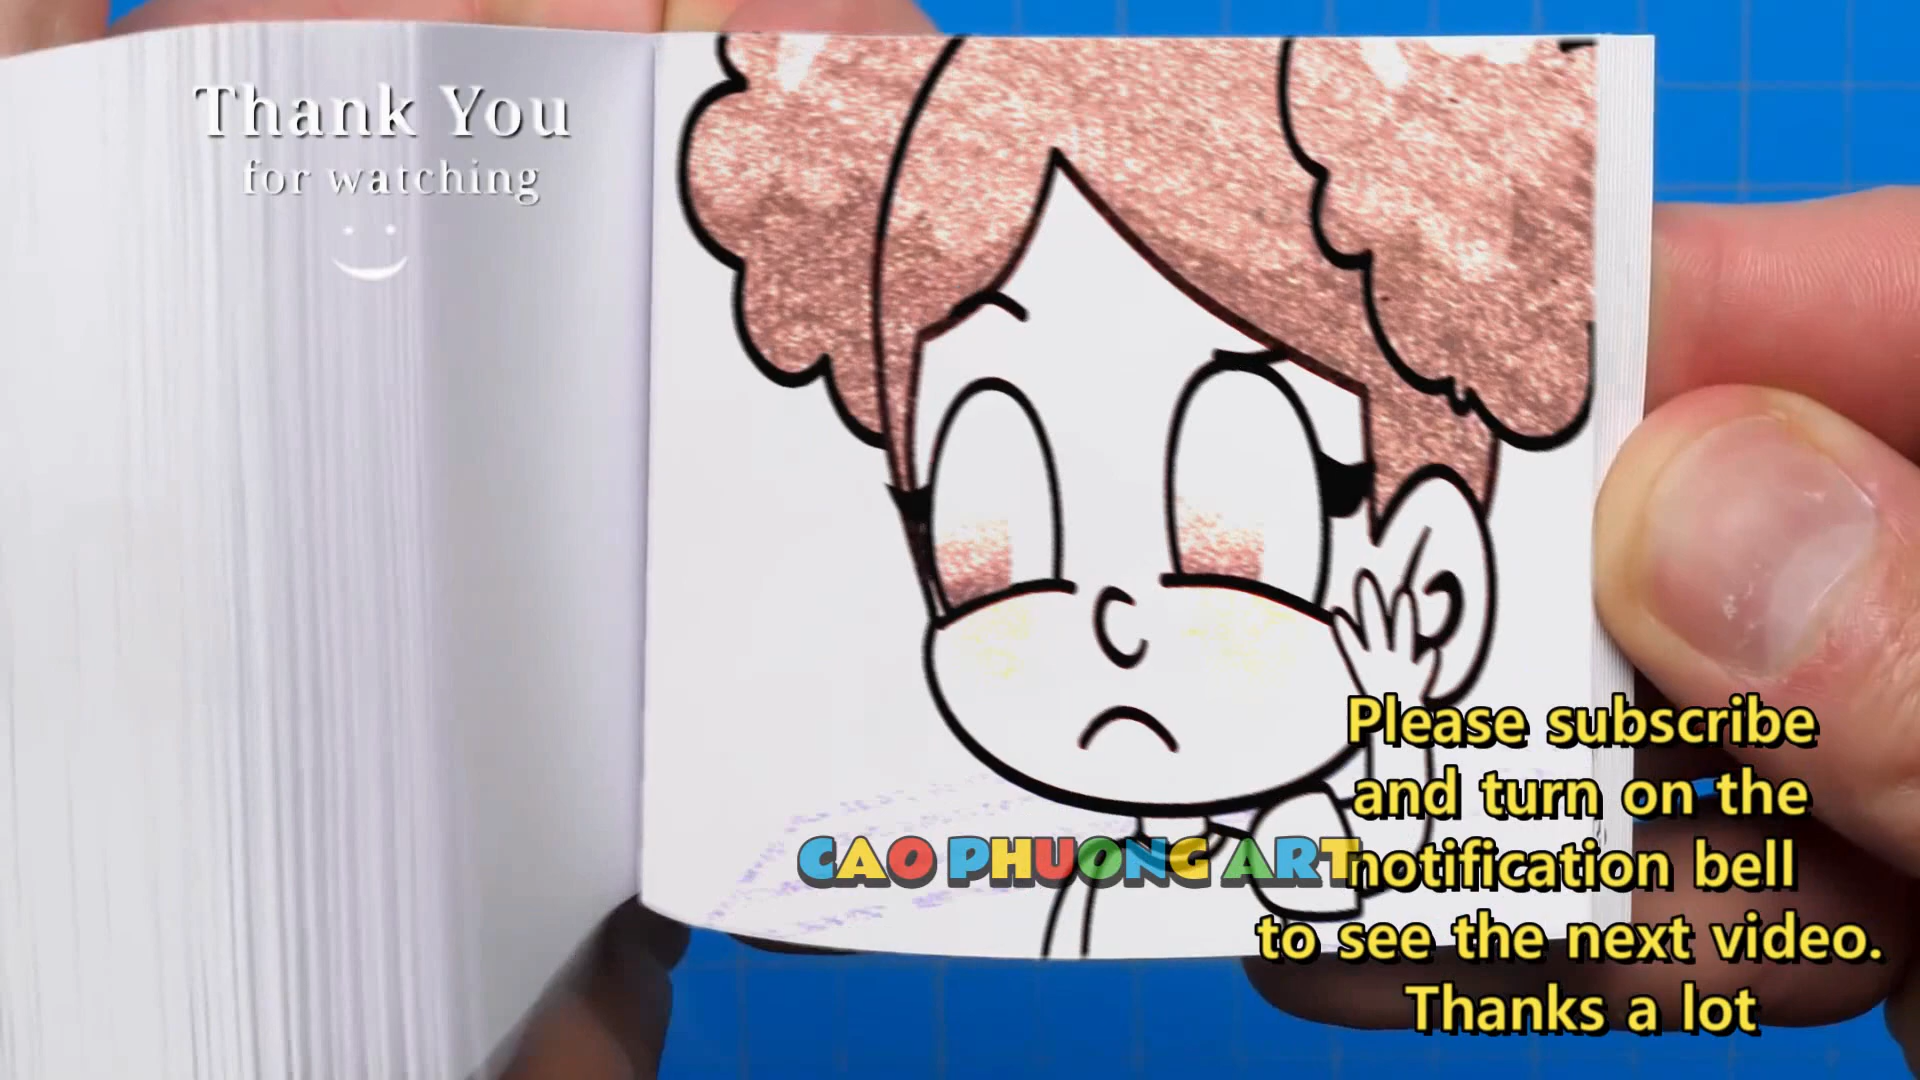 Thank You
for watching
CAO PHUONG ART
Please subscribe
and turn on the
notification bell
to see the next video.
Thanks a lot